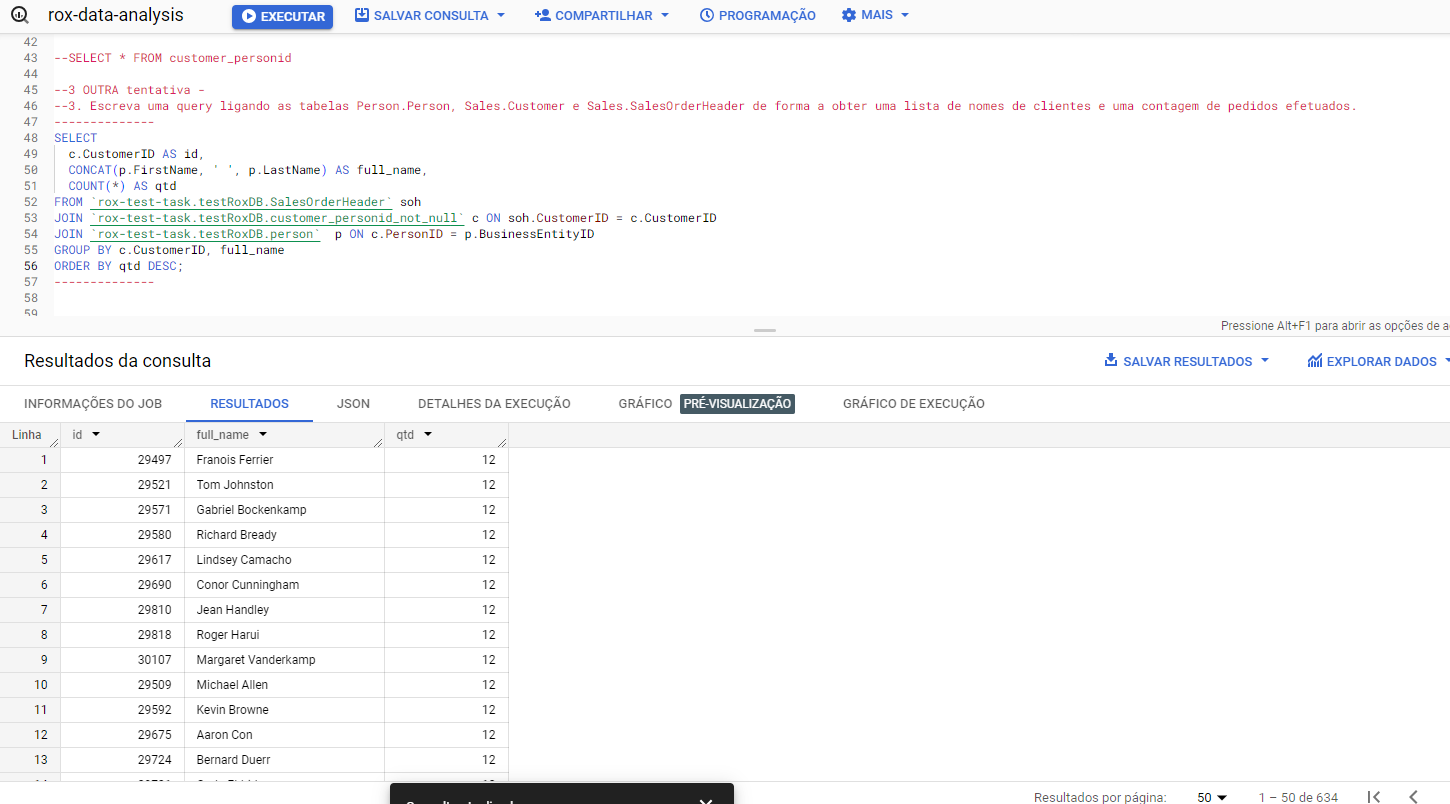 rox-data-analysis EXECUTAR SALVAR CONSULTA COMPARTILHAR PROGRAMAÇÃO MAIS
42
43 --SELECT * FROM customer_personid
44
45 --3 OUTRA tentativa -
46 --3. Escreva uma query ligando as tabelas Person.Person, Sales.Customer e Sales.SalesOrderHeader de forma a obter uma lista de nomes de clientes e uma contagem de pedidos efetuados.
47 --------------
48 SELECT
49 c.CustomerID AS id,
50 CONCAT(p.FirstName, ' ', p.LastName) AS full_name,
51 COUNT(*) AS qtd
52 FROM `rox-test-task.testRoxDB.SalesOrderHeader` soh
53 JOIN `rox-test-task.testRoxDB.customer_personid_not_null` c ON soh.CustomerID = c.CustomerID
54 JOIN `rox-test-task.testRoxDB.person` p ON c.PersonID = p.BusinessEntityID
55 GROUP BY c.CustomerID, full_name
56 ORDER BY qtd DESC;
57 --------------
58
59
Pressione Alt+F1 para abrir as opções de
Resultados da consulta SALVAR RESULTADOS EXPLORAR DADOS
INFORMAÇÕES DO JOB RESULTADOS JSON DETALHES DA EXECUÇÃO GRÁFICO PRÉ-VISUALIZAÇÃO GRÁFICO DE EXECUÇÃO
Linha id full_name qtd
1 29497 Franois Ferrier 12
2 29521 Tom Johnston 12
3 29571 Gabriel Bockenkamp 12
4 29580 Richard Bready 12
5 29617 Lindsey Camacho 12
6 29690 Conor Cunningham 12
7 29810 Jean Handley 12
8 29818 Roger Harui 12
9 30107 Margaret Vanderkamp 12
10 29509 Michael Allen 12
11 29592 Kevin Browne 12
12 29675 Aaron Con 12
13 29724 Bernard Duerr 12
Resultados por página: 50 1 – 50 de 634